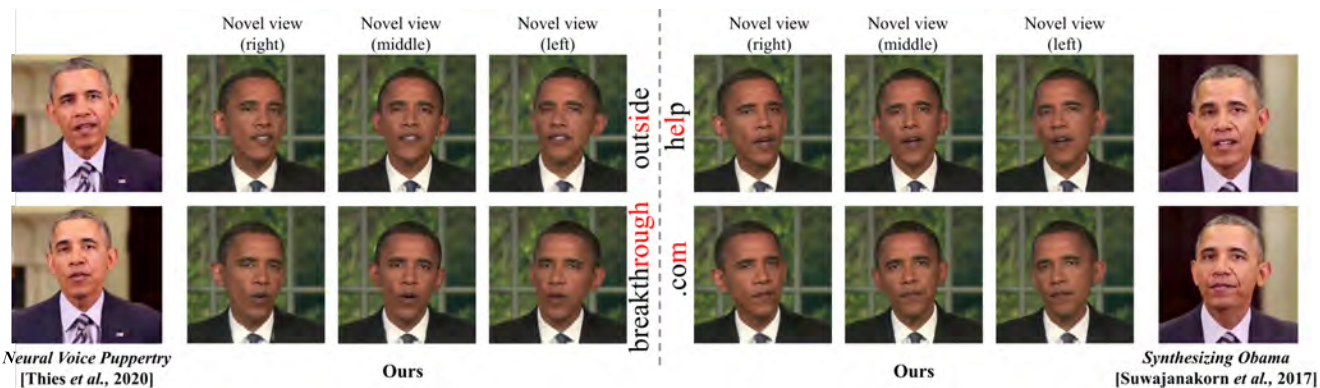 Novel view
(right)
Novel view
(middle)
Novel view
(left)
Novel view
(right)
Novel view
(middle)
Novel view
(left)
outside
help
breakthrough
.com
Neural Voice Puppertry
[Thies et al., 2020]
Ours
Ours
Synthesizing Obama
[Suwajanakorn et al., 2017]